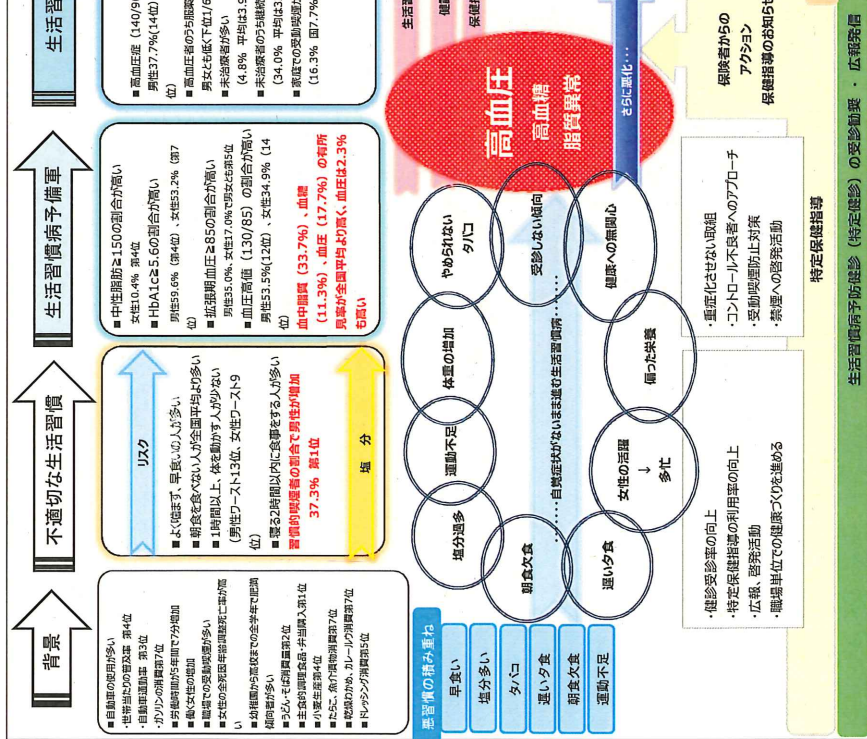 背景
不適切な生活習慣
生活習慣病予備軍
生活習
■自動車の使用が多い
・世帯当たりの普及率 第4位
・自動車通勤率 第3位
・ガソリンの消費第7位
■労働時間が5年間で7分増加
■働く女性の増加
■職場での受動喫煙が多い
■女性の全死因年齢調整死亡率が高
い
■幼稚園から高校までの全学年で肥満
傾向者が多い
■うどん・そば消費量第2位
■主食的調理食品・弁当購入第1位
■小麦生産第4位
■たらこ、魚介漬物消費第7位
■乾燥わかめ、カレールウ消費第7位
■ドレッシング消費第5位
リスク
■よく噛まず、早食いの人が多い
■朝食を食べない人が全国平均より多い
■1時間以上、体を動かす人が少ない
(男性ワースト13位、女性ワースト9
位)
■寝る2時間以内に食事をする人が多い
習慣的喫煙者の割合で男性が増加
37.3% 第1位
塩 分
■中性脂肪≧150の割合が高い
女性10.4% 第4位
■HbA1c≧5.6の割合が高い
男性59.6%(第4位)、女性53.2%(第7
位)
■拡張期血圧≧85の割合が高い
男性35.0%、女性17.0%で男女とも第5位
■血圧高値(130/85)の割合が高い
男性53.5%(12位)、女性34.9%(14
位)
血中脂質(33.7%)、血糖
(11.3%)、血圧(17.7%)の有所
見率が全国平均より高く、血圧は2.3%
も高い
■高血圧症(140/90
男性37.7%(14位)
位)
■高血圧者のうち服薬
男女とも低く下位1/6
■未治療者が多い
(4.8% 平均は3.9
■未治療者のうち継続
(34.0% 平均は3
■家庭での受動喫煙が
(16.3% 国7.7%
悪習慣の積み重ね
早食い
塩分多い
タバコ
遅い夕食
朝食欠食
運動不足
塩分過多
運動不足
体重の増加
やめられない
タバコ
朝食欠食
受診しない傾向
遅い夕食
女性の活躍
↓
多忙
偏った栄養
健康への無関心
………自覚症状がないまま進む生活習慣病………
生活習
保健指
高血圧
高血糖
脂質異常
さらに悪化…
・健診受診率の向上
・特定保健指導の利用率の向上
・広報、啓発活動
・職場単位での健康づくりを進める
・重症化させない取組
・コントロール不良者へのアプローチ
・受動喫煙防止対策
・禁煙への啓発活動
保険者からの
アクション
保健指導のお知らせ
特定保健指導
生活習慣病予防健診(特定健診)の受診勧奨 ・ 広報発信